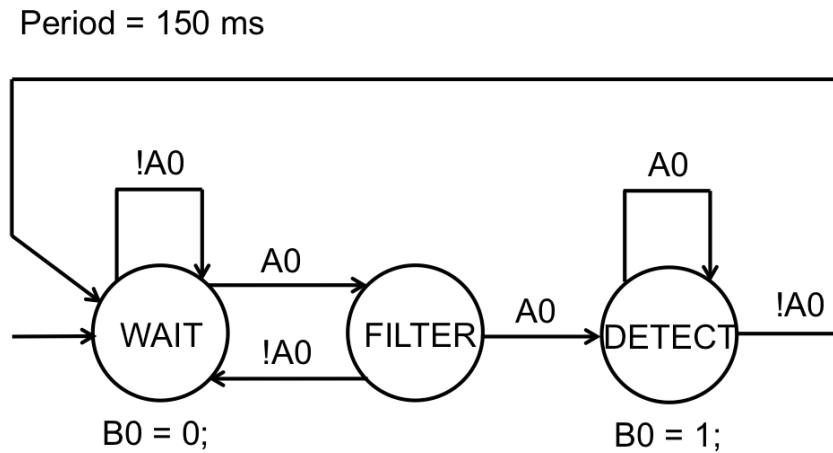 Period = 150 ms
!A0
A0
A0
WAIT
FILTER
A0
DETECT
!A0
!A0
B0 = 0;
B0 = 1;